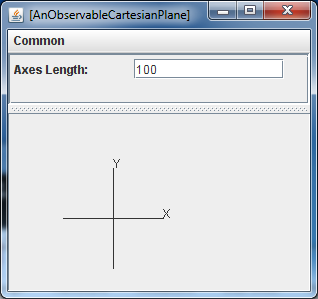 [AnObservableCartesianPlane]
Common
Axes Length: 100
Y
X